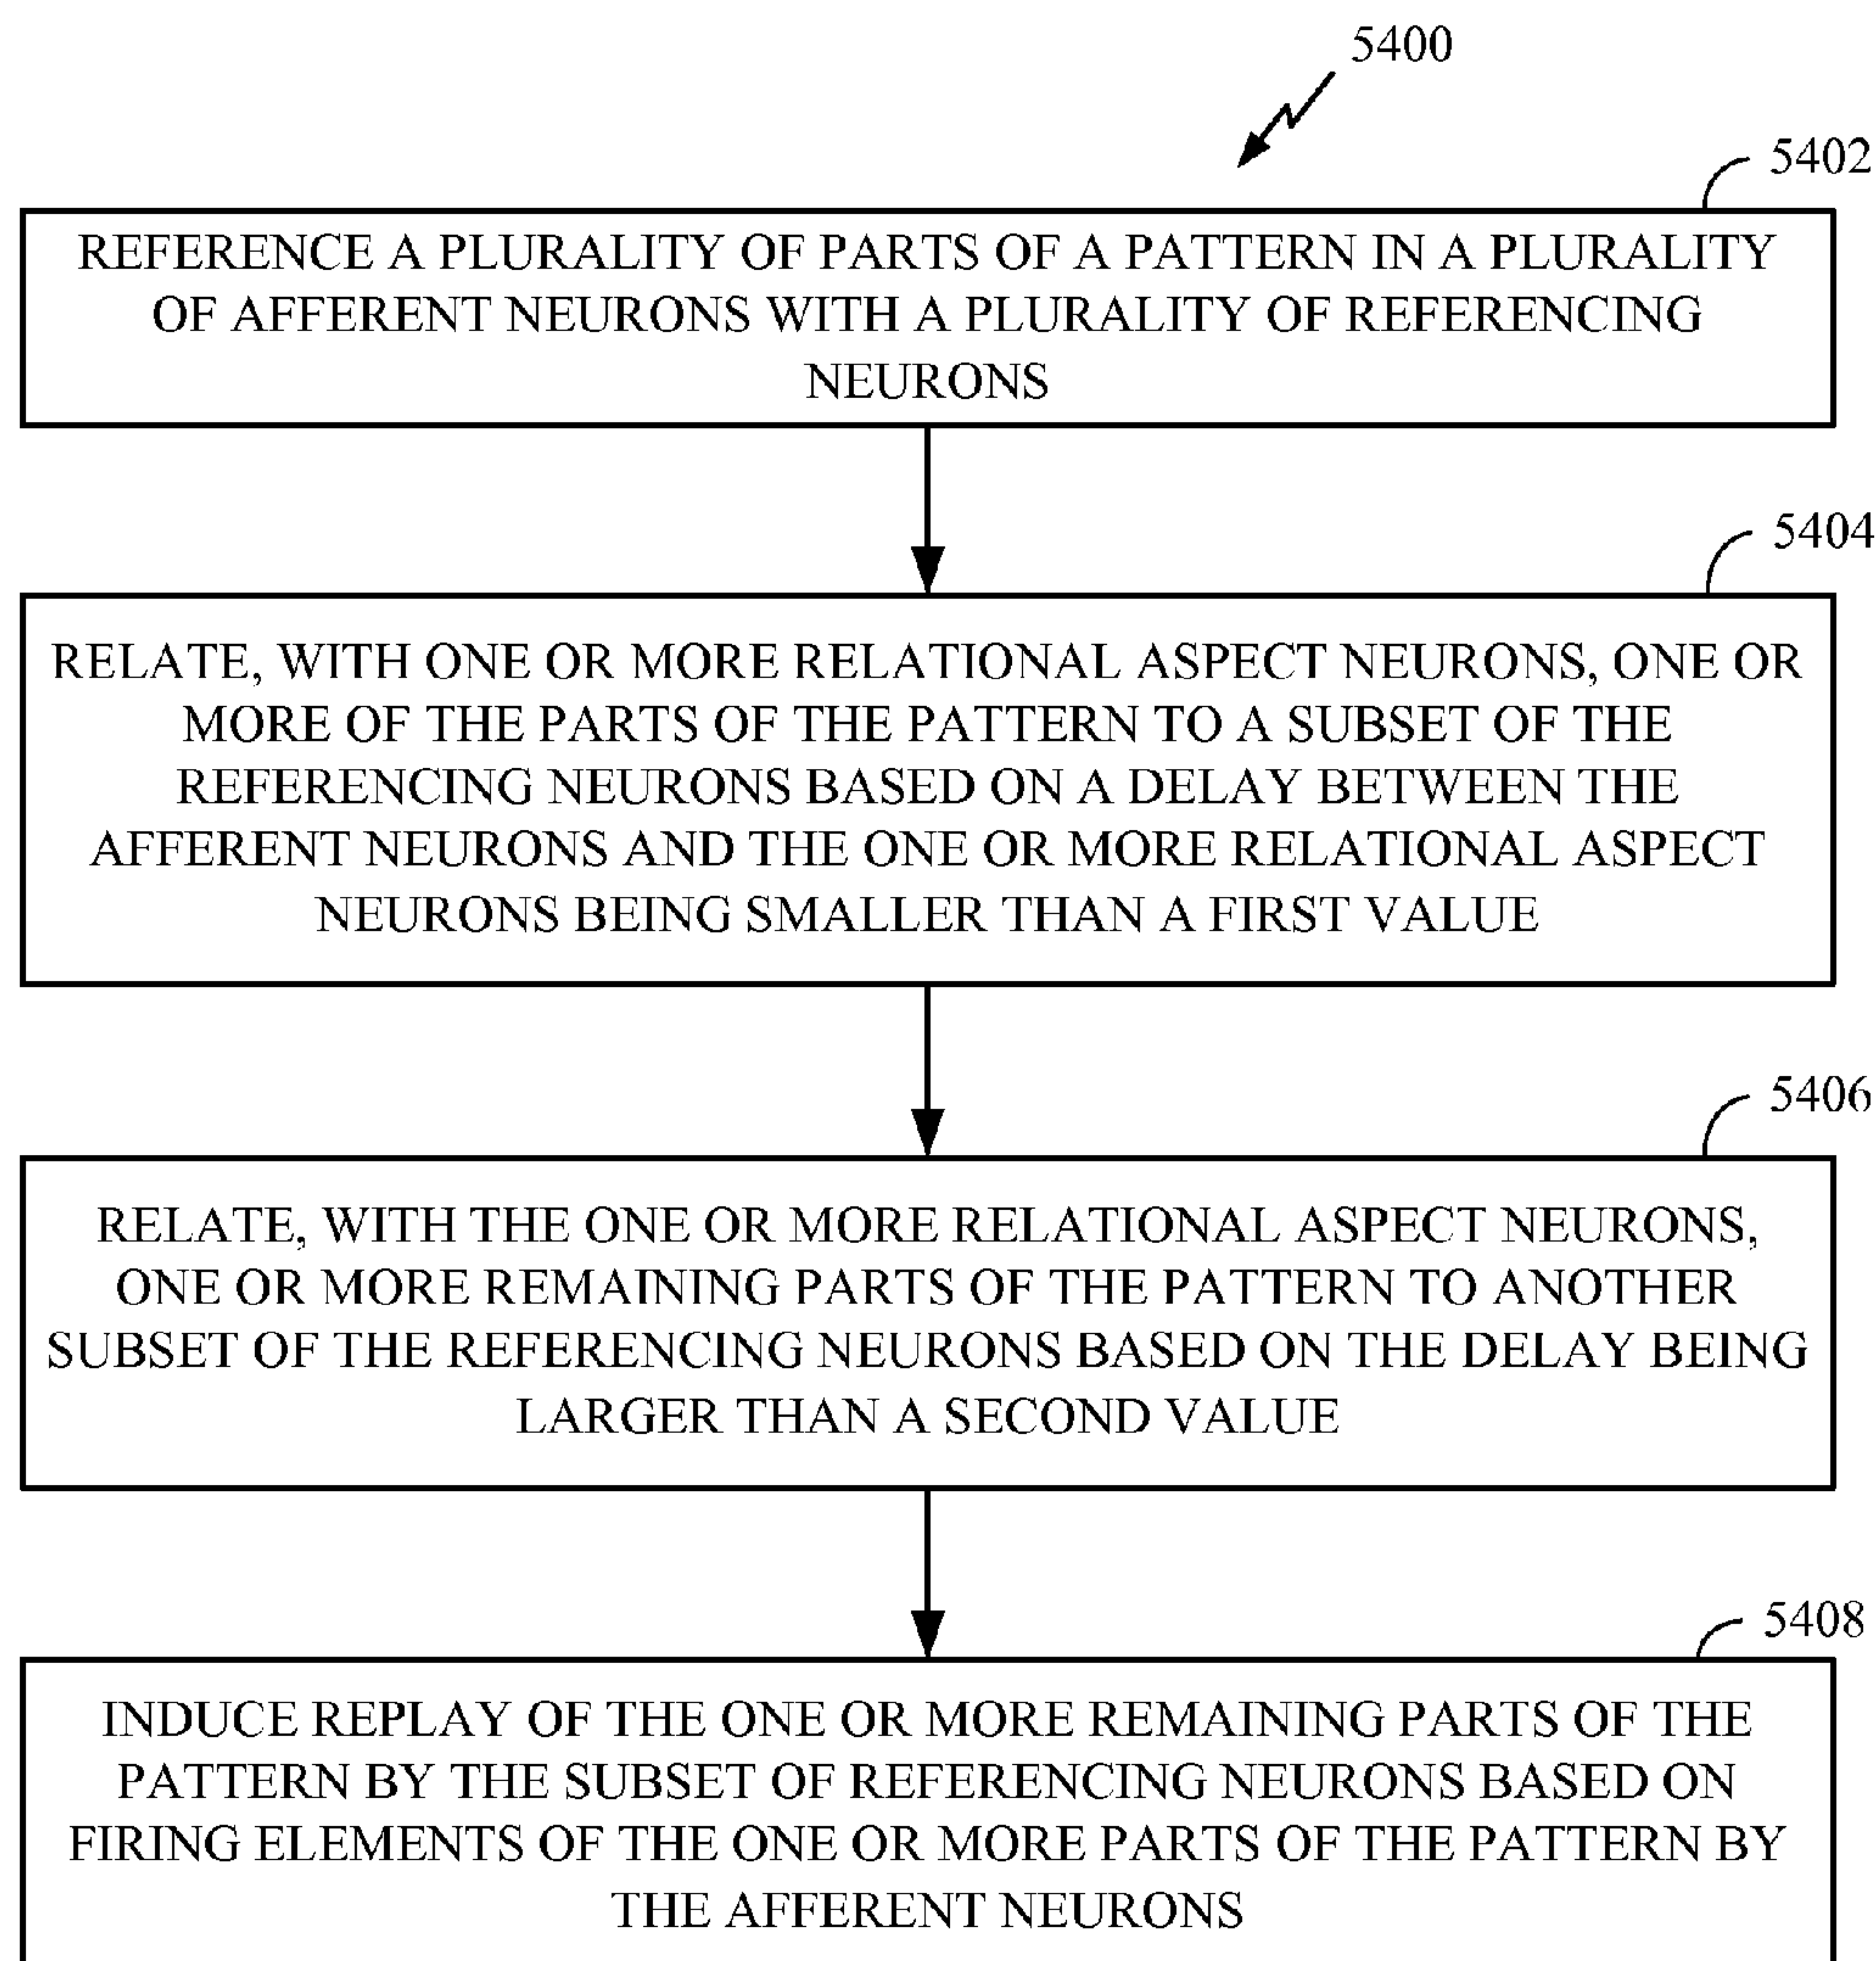 5400
5402
REFERENCE A PLURALITY OF PARTS OF A PATTERN IN A PLURALITY
OF AFFERENT NEURONS WITH A PLURALITY OF REFERENCING
NEURONS
5404
RELATE, WITH ONE OR MORE RELATIONAL ASPECT NEURONS, ONE OR
MORE OF THE PARTS OF THE PATTERN TO A SUBSET OF THE
REFERENCING NEURONS BASED ON A DELAY BETWEEN THE
AFFERENT NEURONS AND THE ONE OR MORE RELATIONAL ASPECT
NEURONS BEING SMALLER THAN A FIRST VALUE
5406
RELATE, WITH THE ONE OR MORE RELATIONAL ASPECT NEURONS,
ONE OR MORE REMAINING PARTS OF THE PATTERN TO ANOTHER
SUBSET OF THE REFERENCING NEURONS BASED ON THE DELAY BEING
LARGER THAN A SECOND VALUE
5408
INDUCE REPLAY OF THE ONE OR MORE REMAINING PARTS OF THE
PATTERN BY THE SUBSET OF REFERENCING NEURONS BASED ON
FIRING ELEMENTS OF THE ONE OR MORE PARTS OF THE PATTERN BY
THE AFFERENT NEURONS